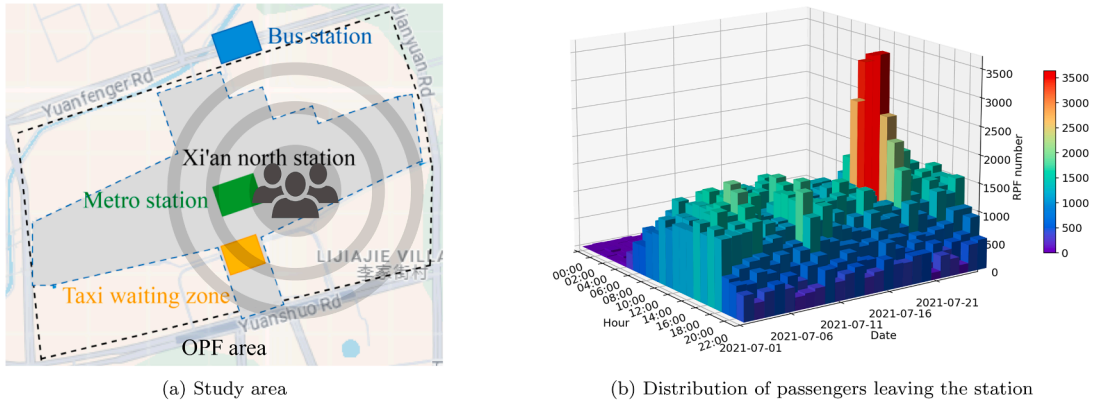 Bus station
Jianyuan Rd
Yuanfenger Rd
Xi'an north station
Metro station
LIJIAJIE VILLA
李家街村
Taxi waiting zone
Yuanshuo Rd
OPF area
(a) Study area
3500
3000
2500
2000
1500
1000
500
0
RPF number
3500
3000
2500
2000
1500
1000
500
0
00:00
02:00
04:00
06:00
08:00
10:00
12:00
14:00
16:00
18:00
20:00
22:00
Hour
2021-07-01
2021-07-06
2021-07-11
2021-07-16
2021-07-21
Date
(b) Distribution of passengers leaving the station